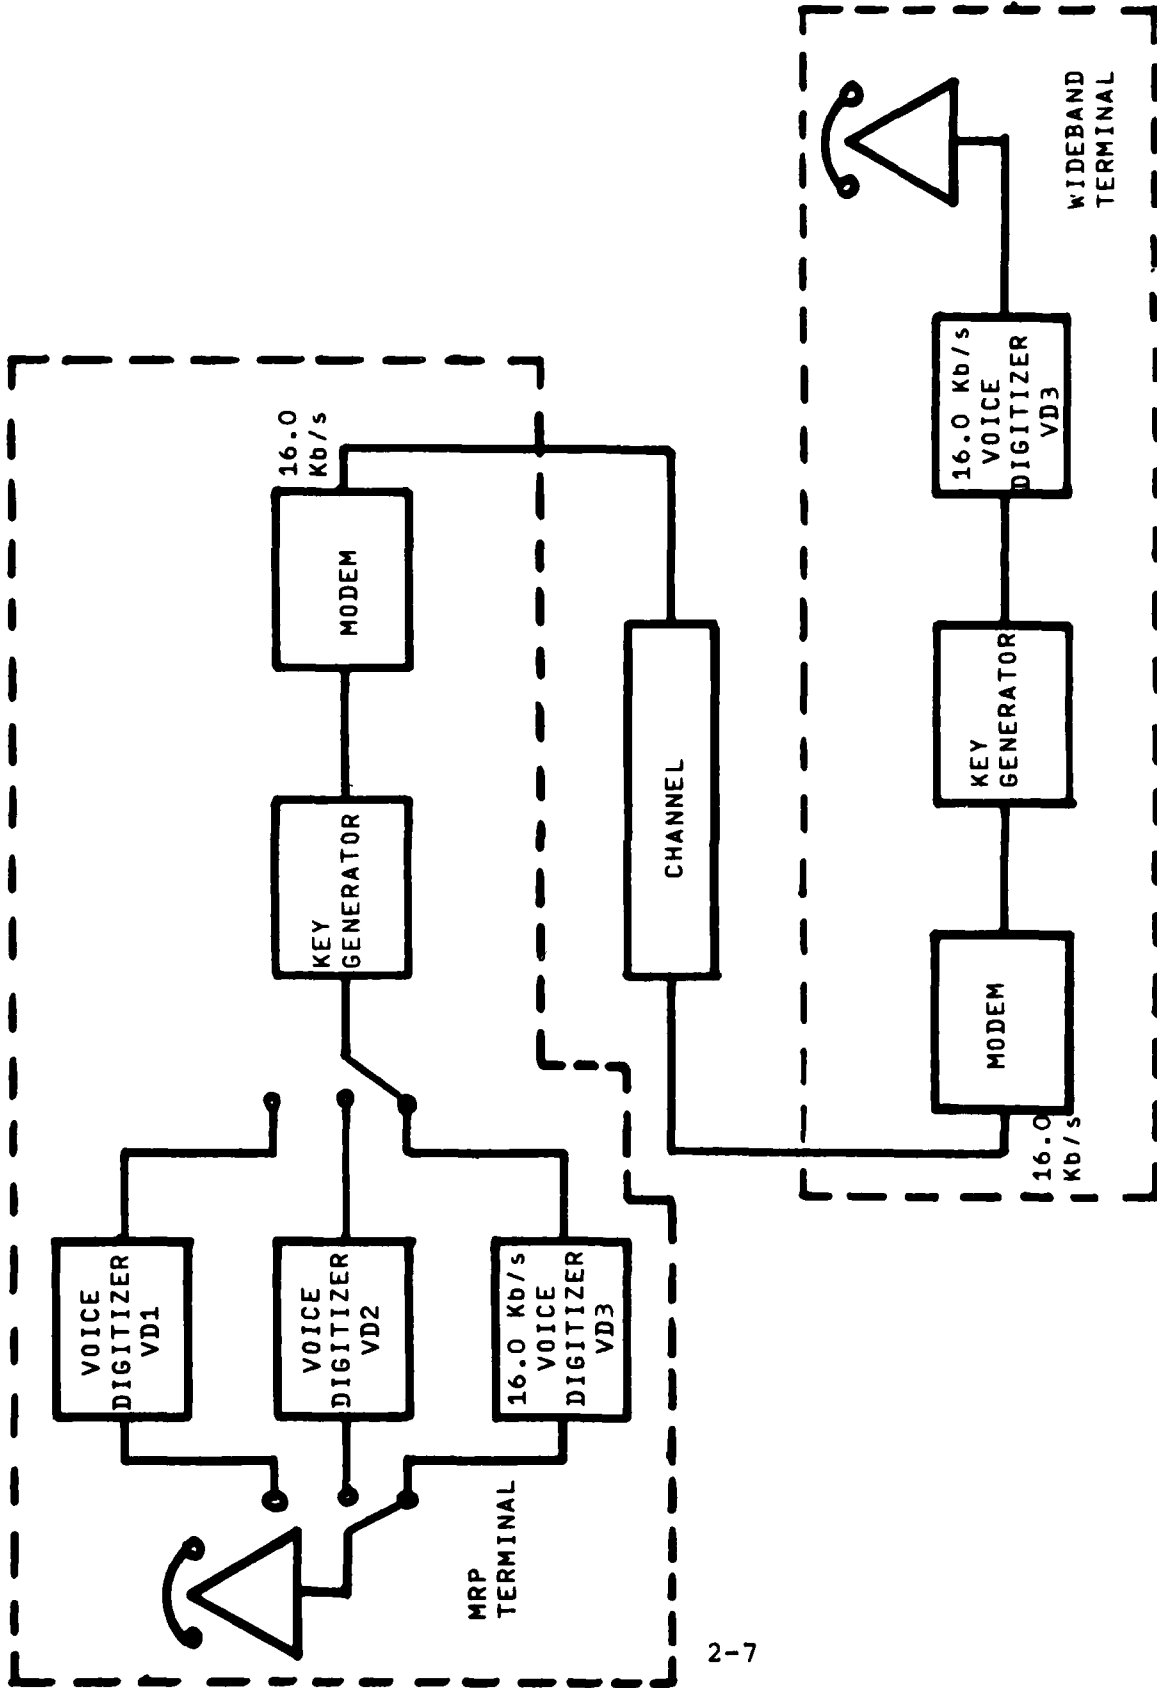 VOICE
DIGITIZER
VD1
VOICE
DIGITIZER
VD2
16.0 Kb/s
VOICE
DIGITIZER
VD3
MRP
TERMINAL
KEY
GENERATOR
MODEM
16.0
Kb/s
CHANNEL
16.0
Kb/s
MODEM
KEY
GENERATOR
16.0 Kb/s
VOICE
DIGITIZER
VD3
WIDEBAND
TERMINAL
2-7